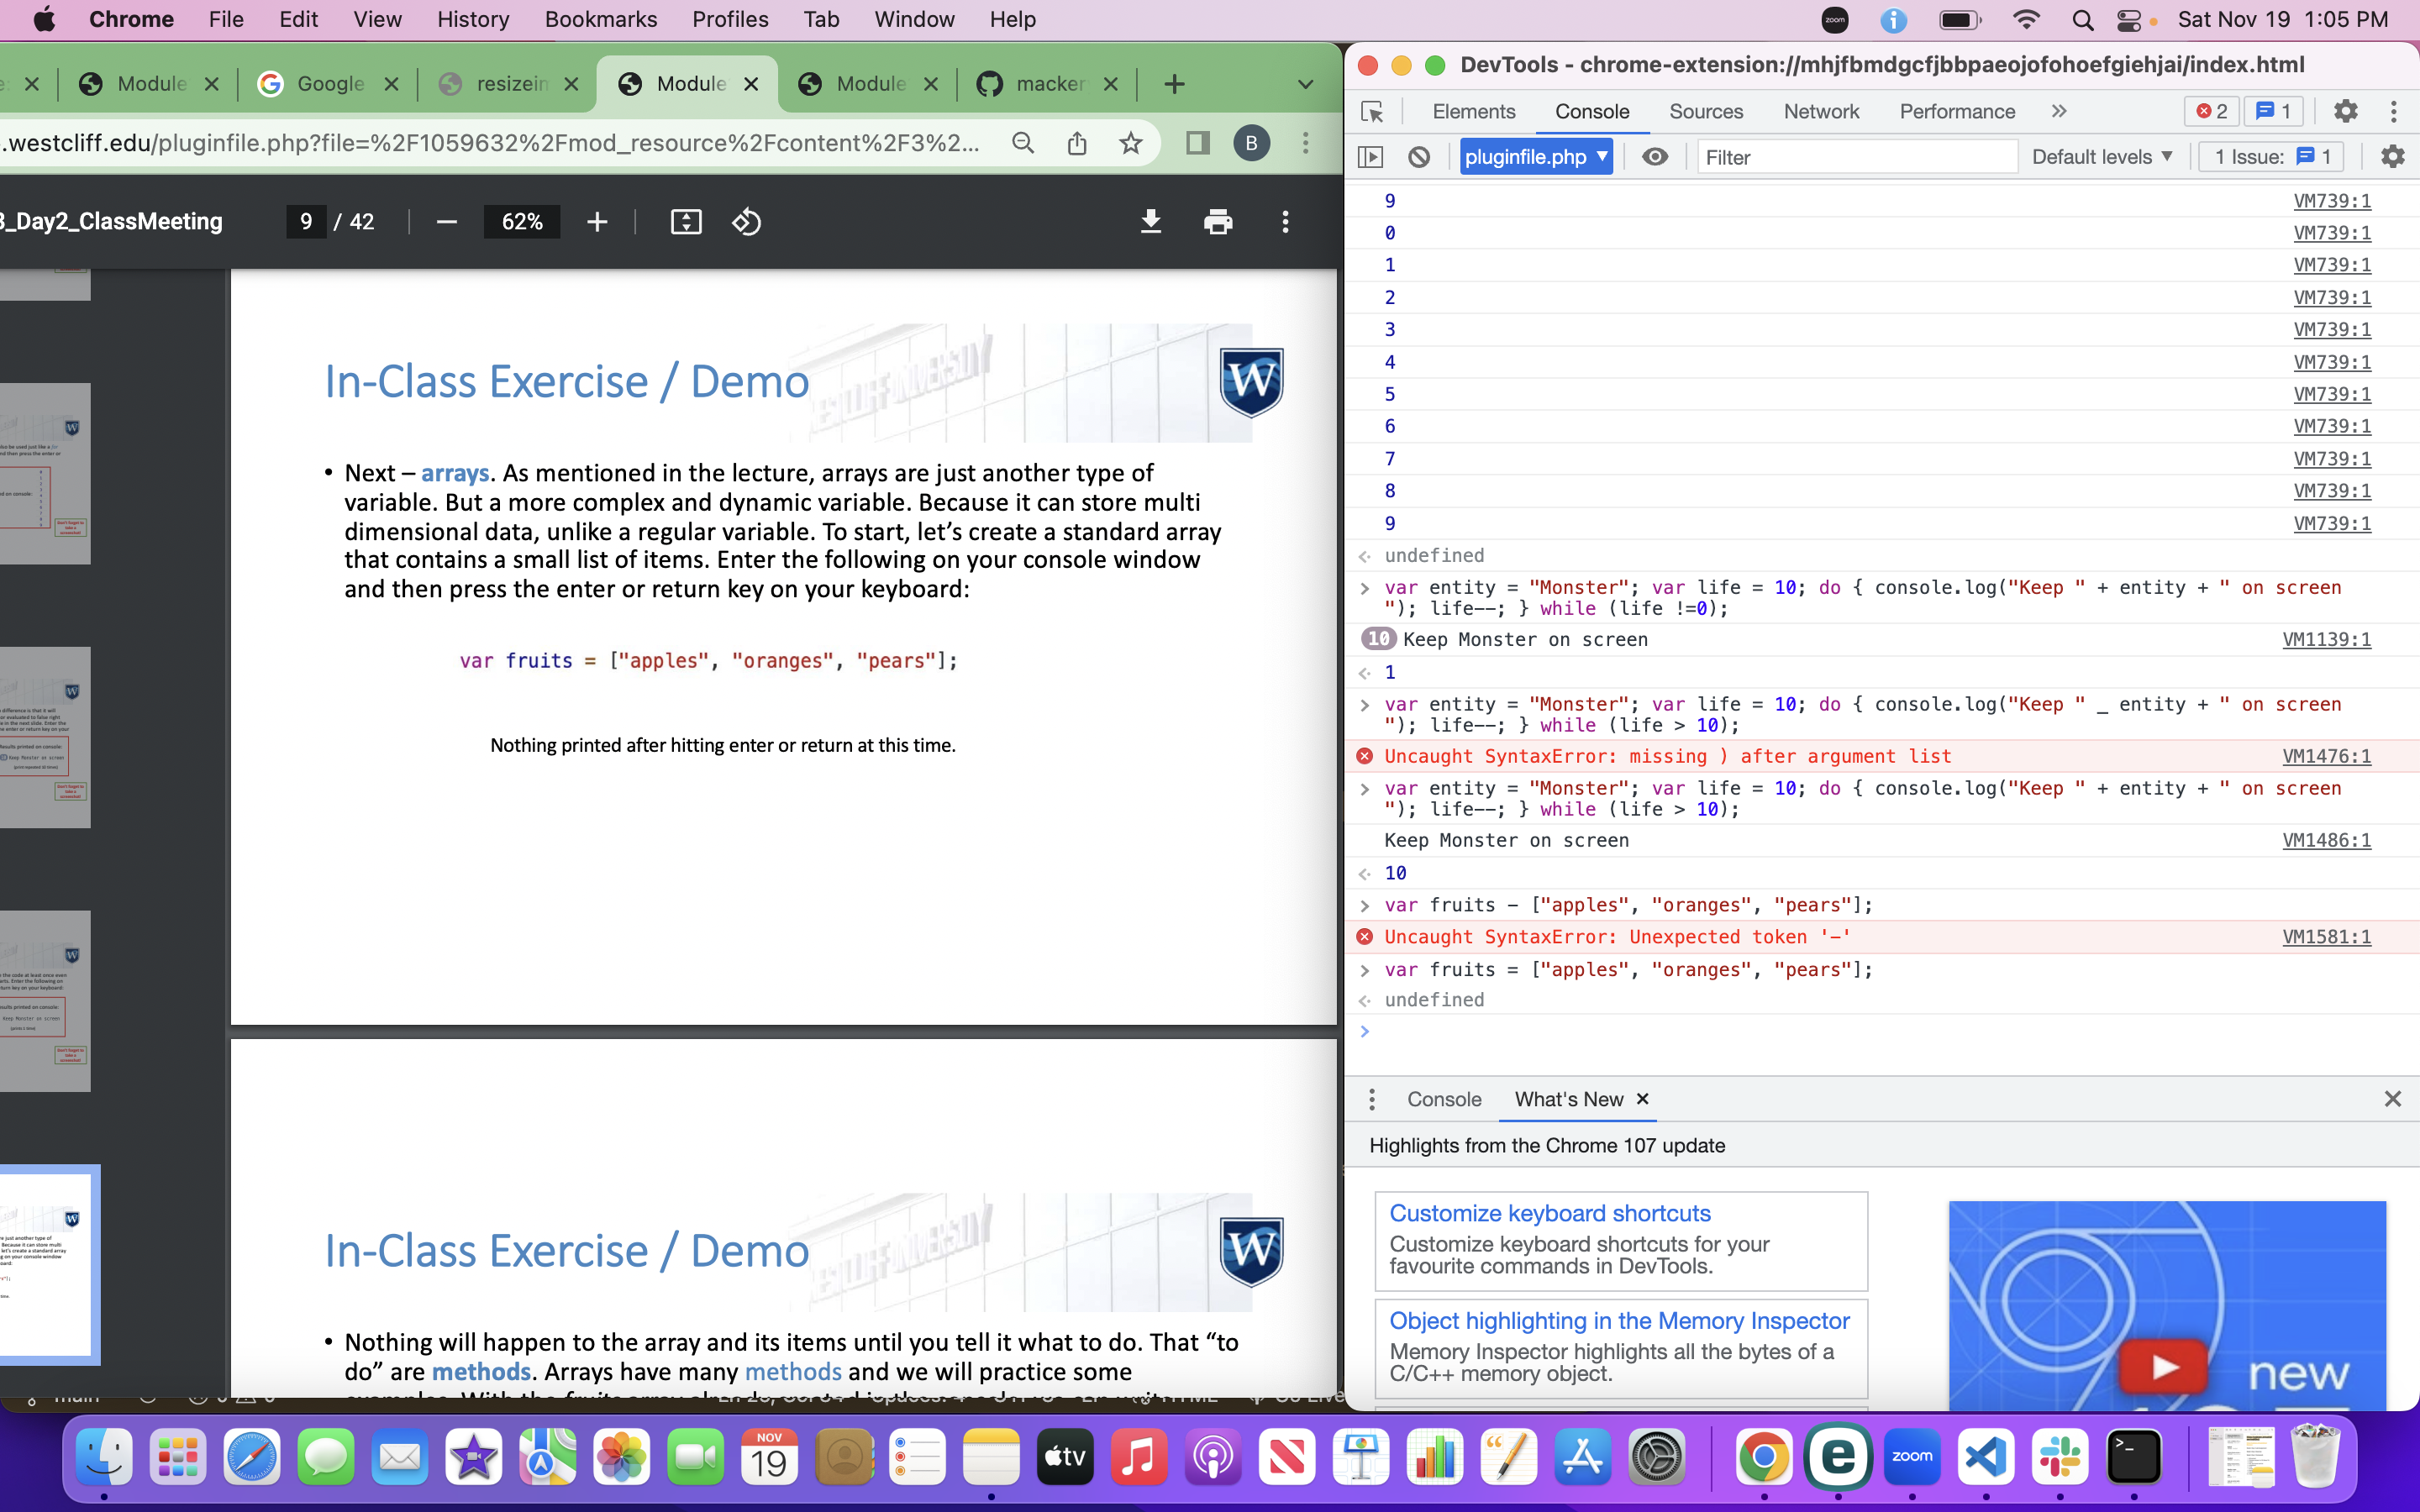 Chrome File Edit View History Bookmarks Profiles Tab Window Help
zoom
Sat Nov 19 1:05 PM
Module
Google
resizein
Module
Module
macker
.westcliff.edu/pluginfile.php?file=%2F1059632%2Fmod_resource%2Fcontent%2F3%2...
B
3_Day2_ClassMeeting
9 / 42
62%
In-Class Exercise / Demo
W
• Next – arrays. As mentioned in the lecture, arrays are just another type of
variable. But a more complex and dynamic variable. Because it can store multi
dimensional data, unlike a regular variable. To start, let’s create a standard array
that contains a small list of items. Enter the following on your console window
and then press the enter or return key on your keyboard:
var fruits = ["apples", "oranges", "pears"];
Nothing printed after hitting enter or return at this time.
In-Class Exercise / Demo
W
• Nothing will happen to the array and its items until you tell it what to do. That “to
do” are methods. Arrays have many methods and we will practice some
DevTools - chrome-extension://mhjfbmdgcfjbbpaeojofohoefgiehjai/index.html
Elements Console Sources Network Performance
2
1
pluginfile.php ▼
Filter
Default levels ▼
1 Issue: 1
9 VM739:1
0 VM739:1
1 VM739:1
2 VM739:1
3 VM739:1
4 VM739:1
5 VM739:1
6 VM739:1
7 VM739:1
8 VM739:1
9 VM739:1
undefined
var entity = "Monster"; var life = 10; do { console.log("Keep " + entity + " on screen
"); life--; } while (life !=0);
10 Keep Monster on screen VM1139:1
1
var entity = "Monster"; var life = 10; do { console.log("Keep " _ entity + " on screen
"); life--; } while (life > 10);
Uncaught SyntaxError: missing ) after argument list VM1476:1
var entity = "Monster"; var life = 10; do { console.log("Keep " + entity + " on screen
"); life--; } while (life > 10);
Keep Monster on screen VM1486:1
10
var fruits - ["apples", "oranges", "pears"];
Uncaught SyntaxError: Unexpected token '-' VM1581:1
var fruits = ["apples", "oranges", "pears"];
undefined
Console What's New
Highlights from the Chrome 107 update
Customize keyboard shortcuts
Customize keyboard shortcuts for your
favourite commands in DevTools.
Object highlighting in the Memory Inspector
Memory Inspector highlights all the bytes of a
C/C++ memory object.
new
NOV
19
tv
zoom